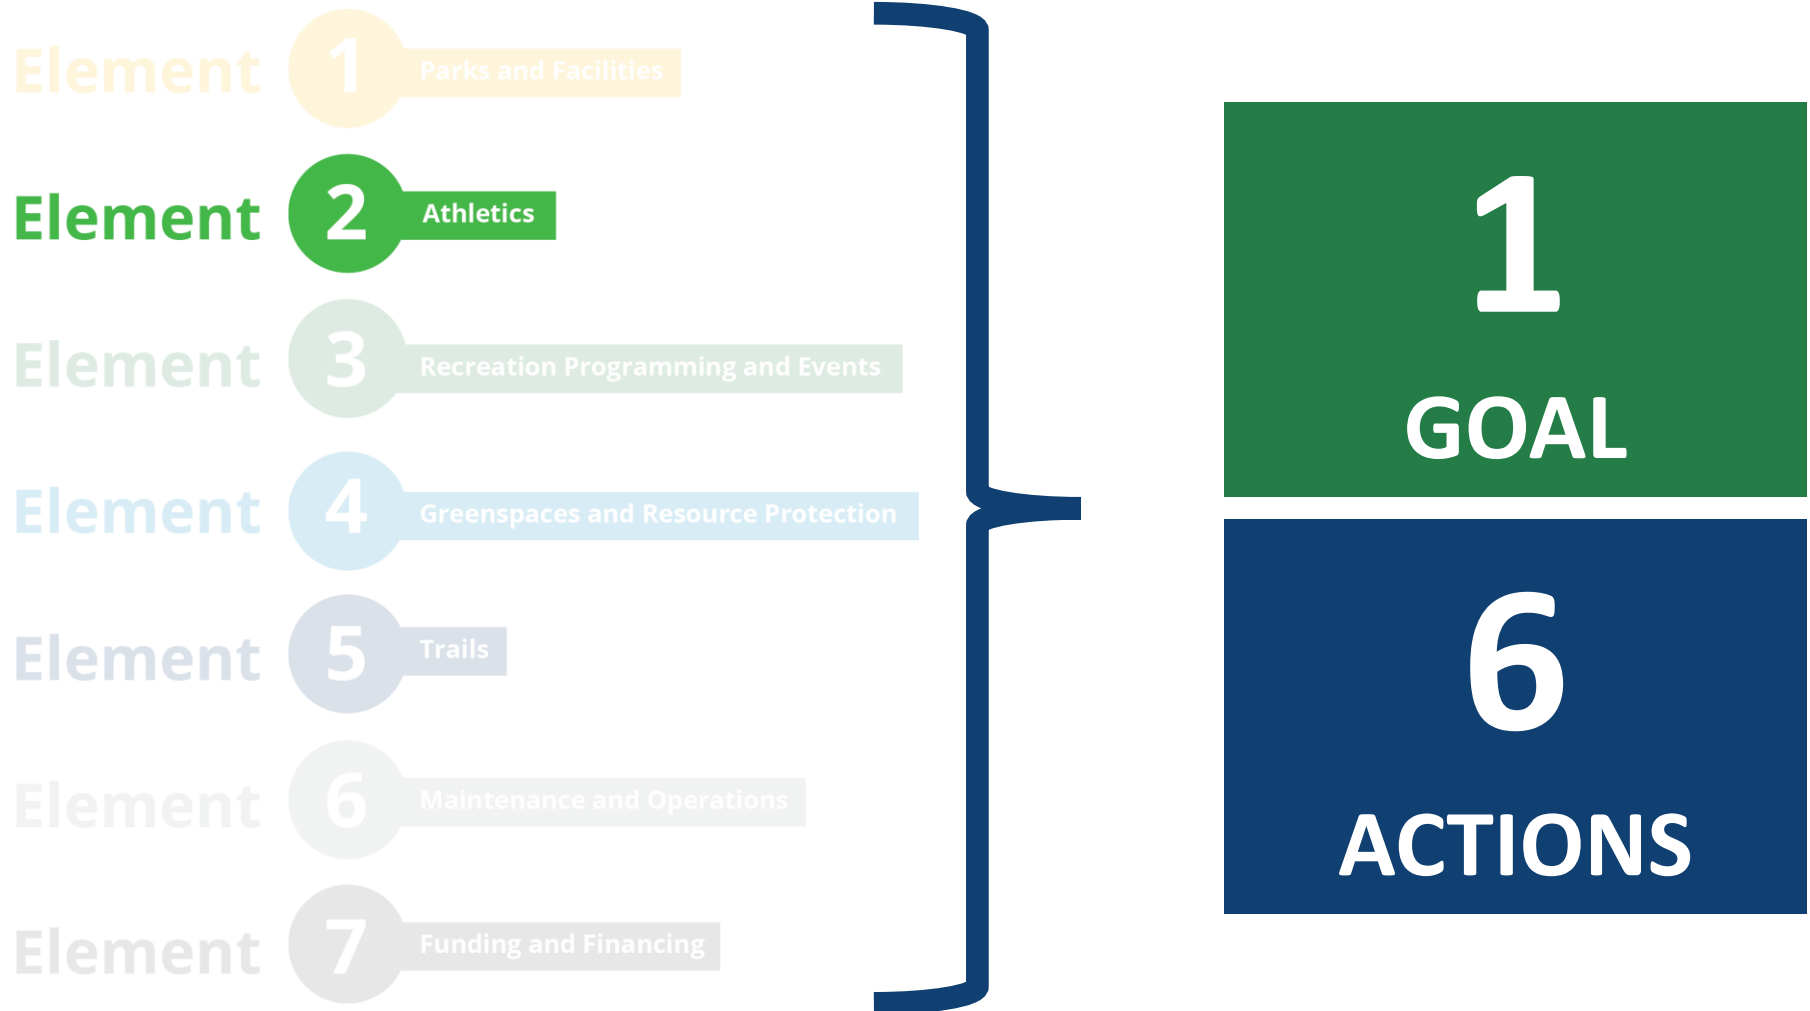 Element 1 Parks and Facilities
Element 2 Athletics
Element 3 Recreation Programming and Events
Element 4 Greenspaces and Resource Protection
Element 5 Trails
Element 6 Maintenance and Operations
Element 7 Funding and Financing
1
GOAL
6
ACTIONS